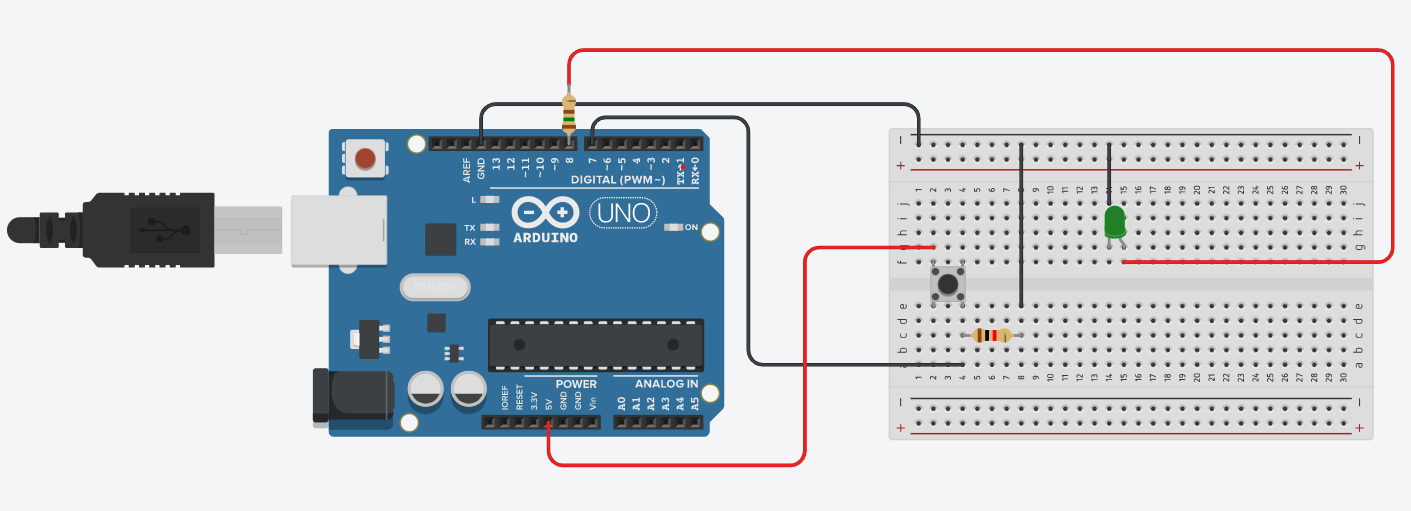 AREF
GND
13
12
~11
~10
~9
8
7
~6
~5
4
~3
2
TX→1
RX←0
DIGITAL (PWM~)
L
TX
RX
ARDUINO
UNO
ON
POWER
ANALOG IN
IOREF
RESET
3.3V
5V
GND
GND
Vin
A0
A1
A2
A3
A4
A5
− −
+ +
1 2 3 4 5 6 7 8 9 10 11 12 13 14 15 16 17 18 19 20 21 22 23 24 25 26 27 28 29 30
j j
i i
h h
g g
f f
e e
d d
c c
b b
a a
1 2 3 4 5 6 7 8 9 10 11 12 13 14 15 16 17 18 19 20 21 22 23 24 25 26 27 28 29 30
− −
+ +